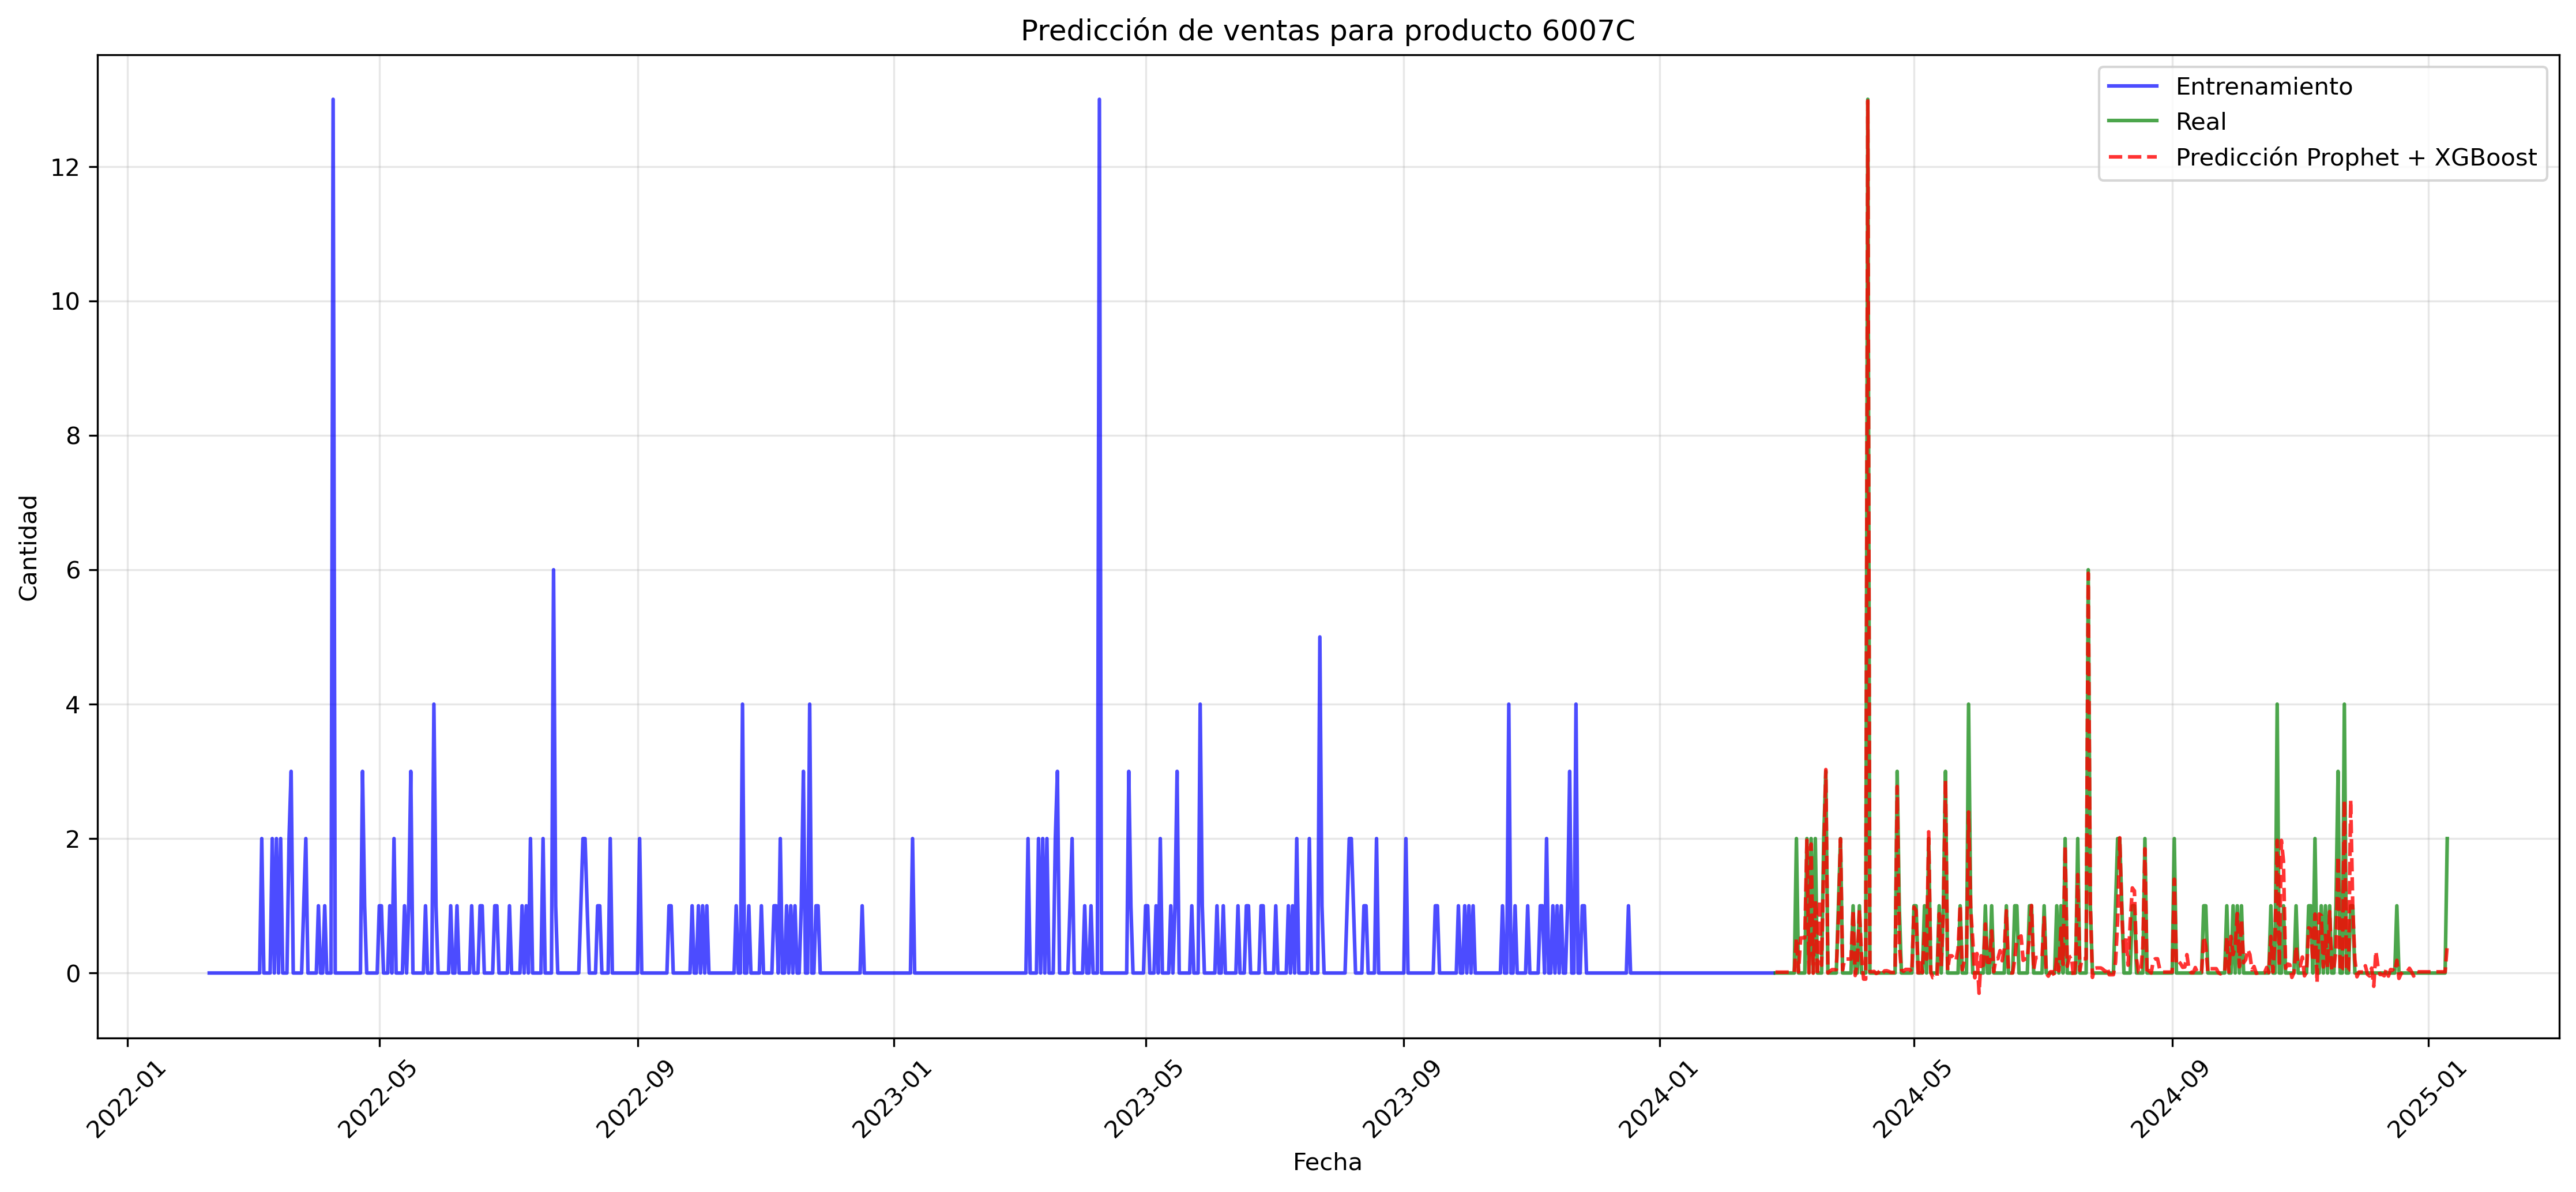 Predicción de ventas para producto 6007C
Entrenamiento
Real
Predicción Prophet + XGBoost
12
10
8
6
4
2
0
Cantidad
2022-01
2022-05
2022-09
2023-01
2023-05
2023-09
2024-01
2024-05
2024-09
2025-01
Fecha